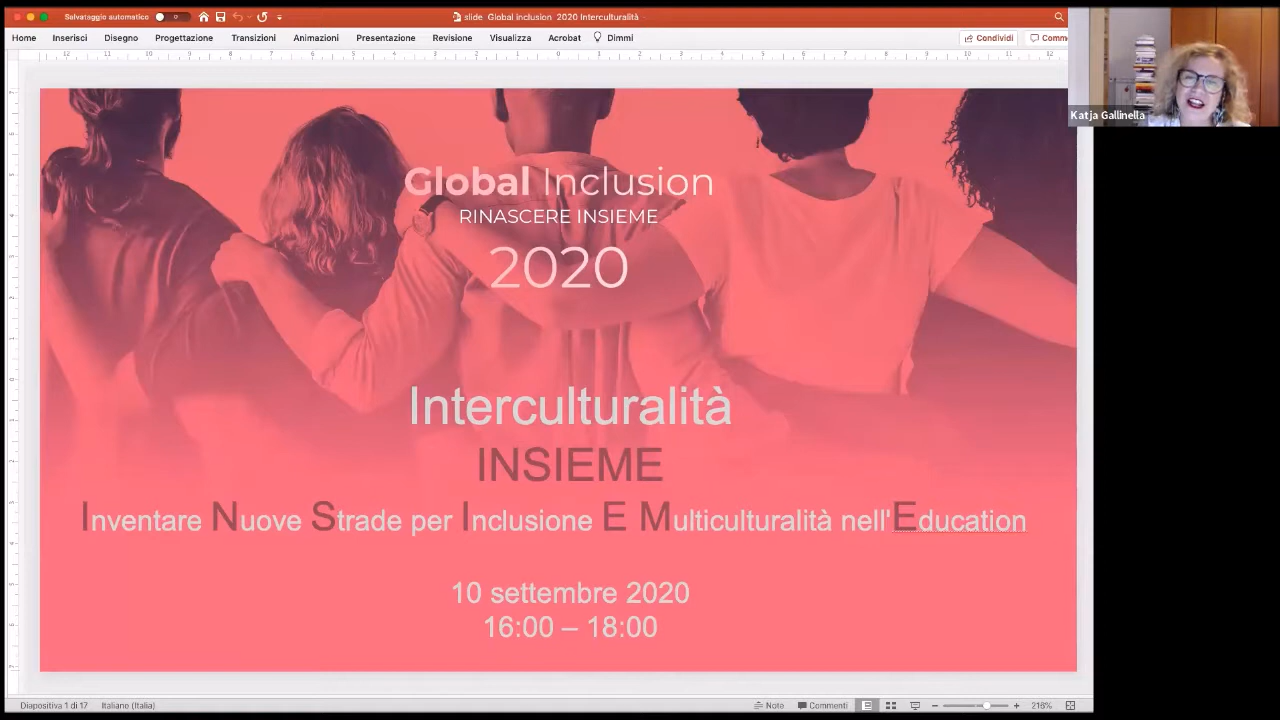 Salvataggio automatico
slide Global inclusion 2020 Interculturalità
Home Inserisci Disegno Progettazione Transizioni Animazioni Presentazione Revisione Visualizza Acrobat Dimmi
Condividi Comme
Katja Gallinella
Global Inclusion
RINASCERE INSIEME
2020
Interculturalità
INSIEME
Inventare Nuove Strade per Inclusione E Multiculturalità nell'Education
10 settembre 2020
16:00 – 18:00
Diapositiva 1 di 17 Italiano (Italia) Note Commenti 216%